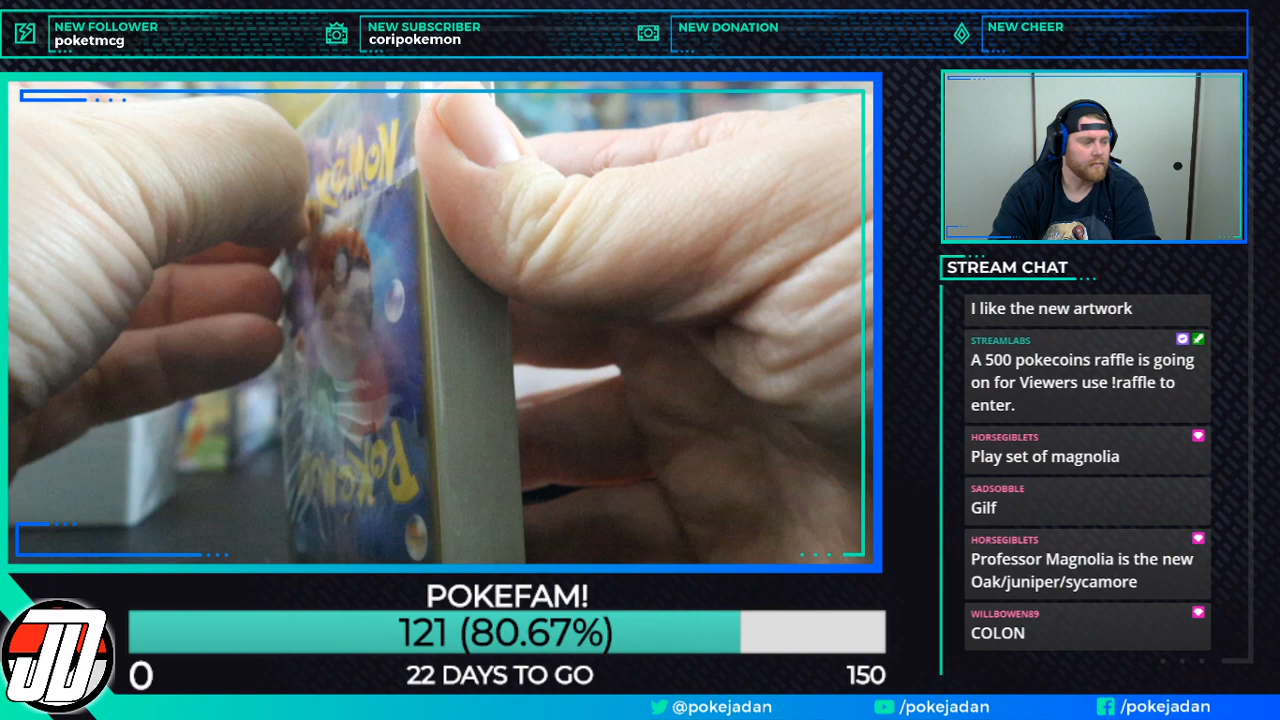 NEW FOLLOWER
poketmcg
NEW SUBSCRIBER
coripokemon
NEW DONATION
NEW CHEER
Pokémon
Pokémon
STREAM CHAT
I like the new artwork
STREAMLABS
A 500 pokecoins raffle is going
on for Viewers use !raffle to
enter.
HORSEGIBLETS
Play set of magnolia
SADSOBBLE
Gilf
HORSEGIBLETS
Professor Magnolia is the new
Oak/juniper/sycamore
WILLBOWEN89
COLON
POKEFAM!
121 (80.67%)
0
22 DAYS TO GO
150
JD
@pokejadan
/pokejadan
/pokejadan